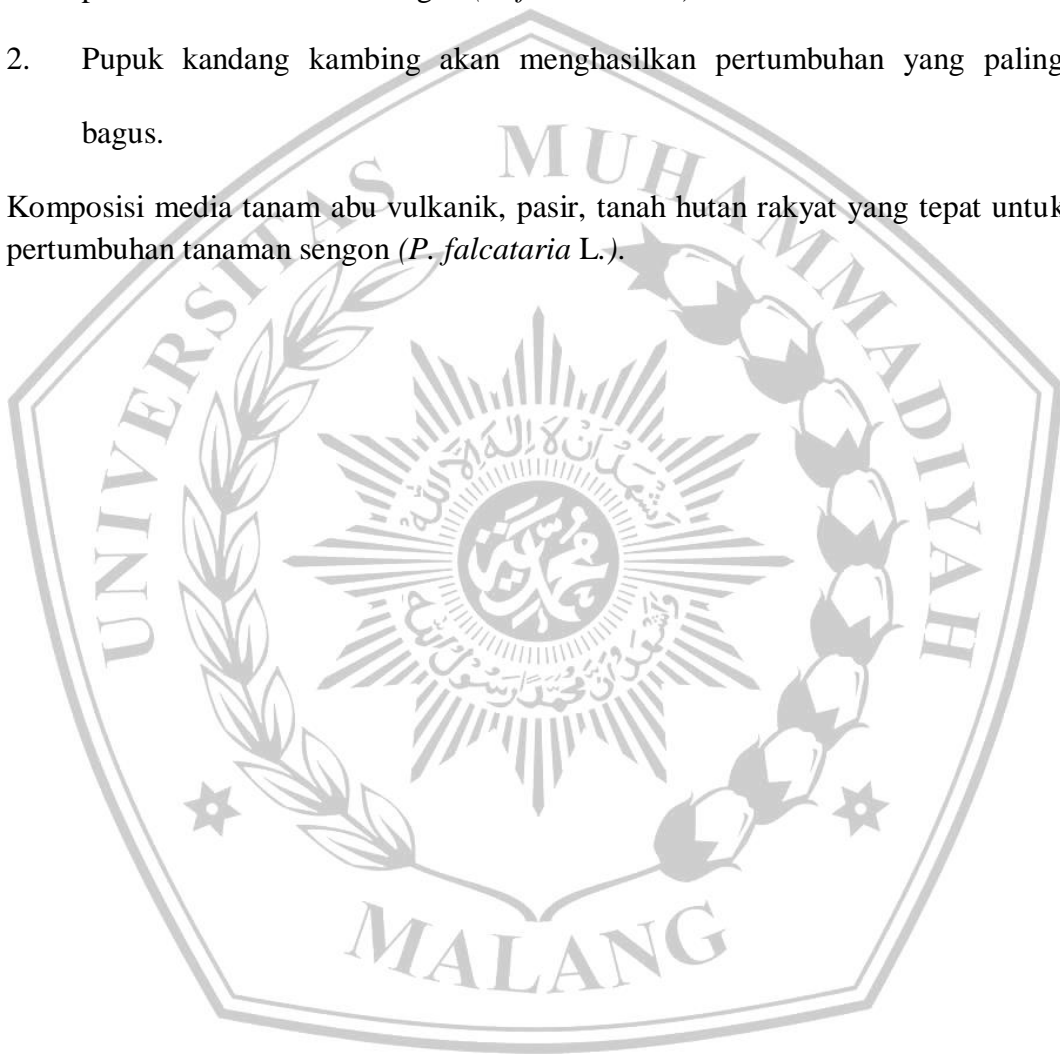 2. Pupuk kandang kambing akan menghasilkan pertumbuhan yang paling
bagus.
Komposisi media tanam abu vulkanik, pasir, tanah hutan rakyat yang tepat untuk
pertumbuhan tanaman sengon (P. falcataria L.).
UNIVERSITAS MUHAMMADIYAH
MALANG